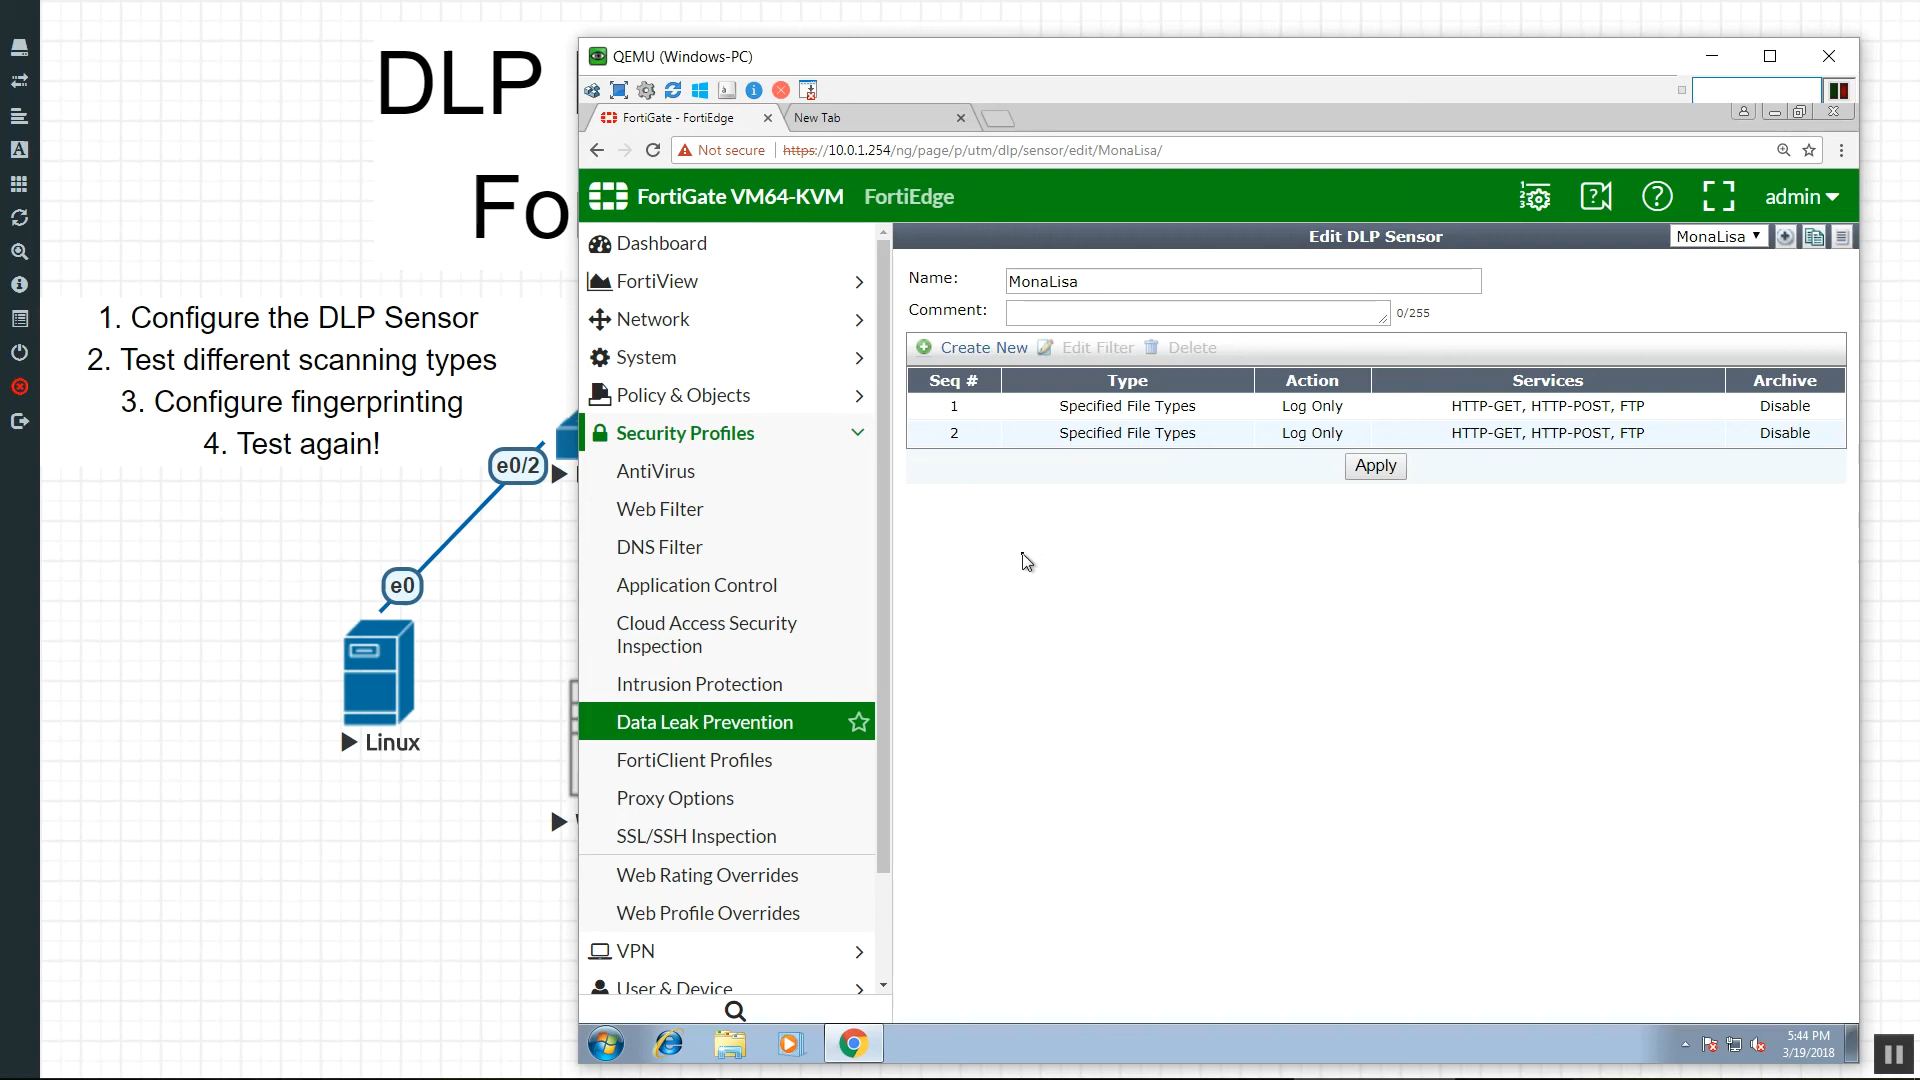 DLP
Fo
1. Configure the DLP Sensor
2. Test different scanning types
3. Configure fingerprinting
4. Test again!
e0/2
e0
Linux
QEMU (Windows-PC)
FortiGate - FortiEdge
New Tab
Not secure
https://10.0.1.254/ng/page/p/utm/dlp/sensor/edit/MonaLisa/
FortiGate VM64-KVM FortiEdge
admin
Dashboard
FortiView
Network
System
Policy & Objects
Security Profiles
AntiVirus
Web Filter
DNS Filter
Application Control
Cloud Access Security
Inspection
Intrusion Protection
Data Leak Prevention
FortiClient Profiles
Proxy Options
SSL/SSH Inspection
Web Rating Overrides
Web Profile Overrides
VPN
User & Device
Edit DLP Sensor
MonaLisa
Name: MonaLisa
Comment: 0/255
Create New Edit Filter Delete
Seq # Type Action Services Archive
1 Specified File Types Log Only HTTP-GET, HTTP-POST, FTP Disable
2 Specified File Types Log Only HTTP-GET, HTTP-POST, FTP Disable
Apply
5:44 PM
3/19/2018